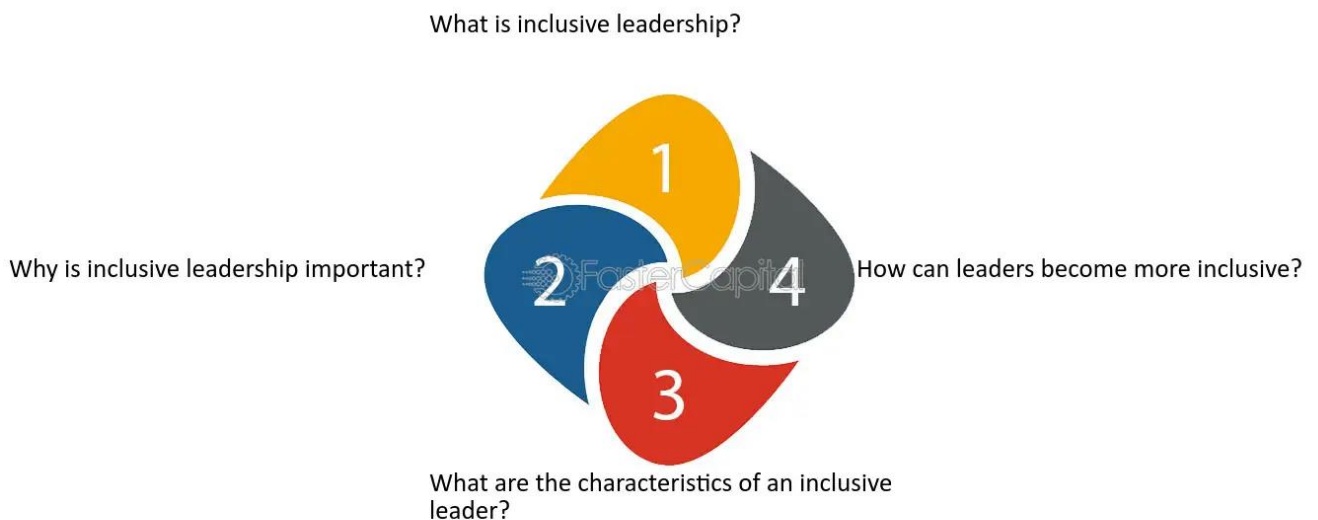 What is inclusive leadership?
1
4
2
FasterCapital
Why is inclusive leadership important?
How can leaders become more inclusive?
3
What are the characteristics of an inclusive
leader?